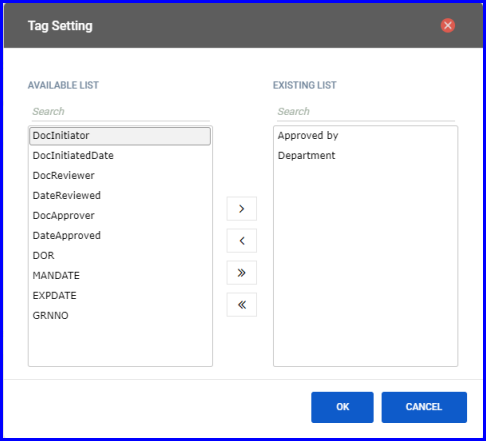 Tag Setting
AVAILABLE LIST
Search
DocInitiator
DocInitiatedDate
DocReviewer
DateReviewed
DocApprover
DateApproved
DOR
MANDATE
EXPDATE
GRNNO
>
<
»
«
EXISTING LIST
Search
Approved by
Department
OK
CANCEL